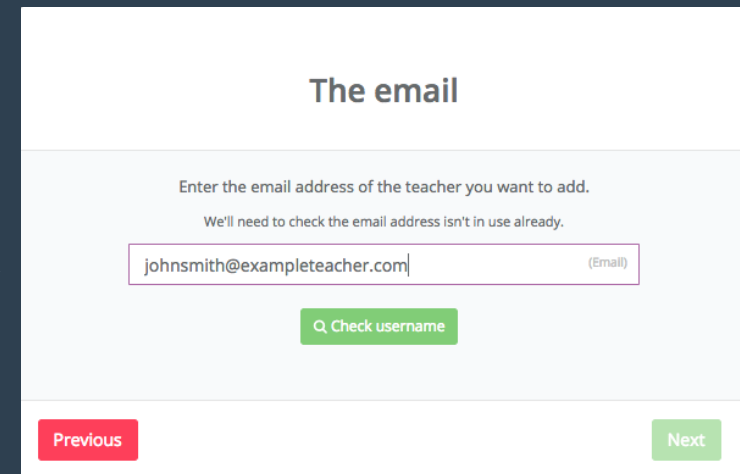 The email
Enter the email address of the teacher you want to add.
We'll need to check the email address isn't in use already.
johnsmith@exampleteacher.com (Email)
Check username
Previous Next